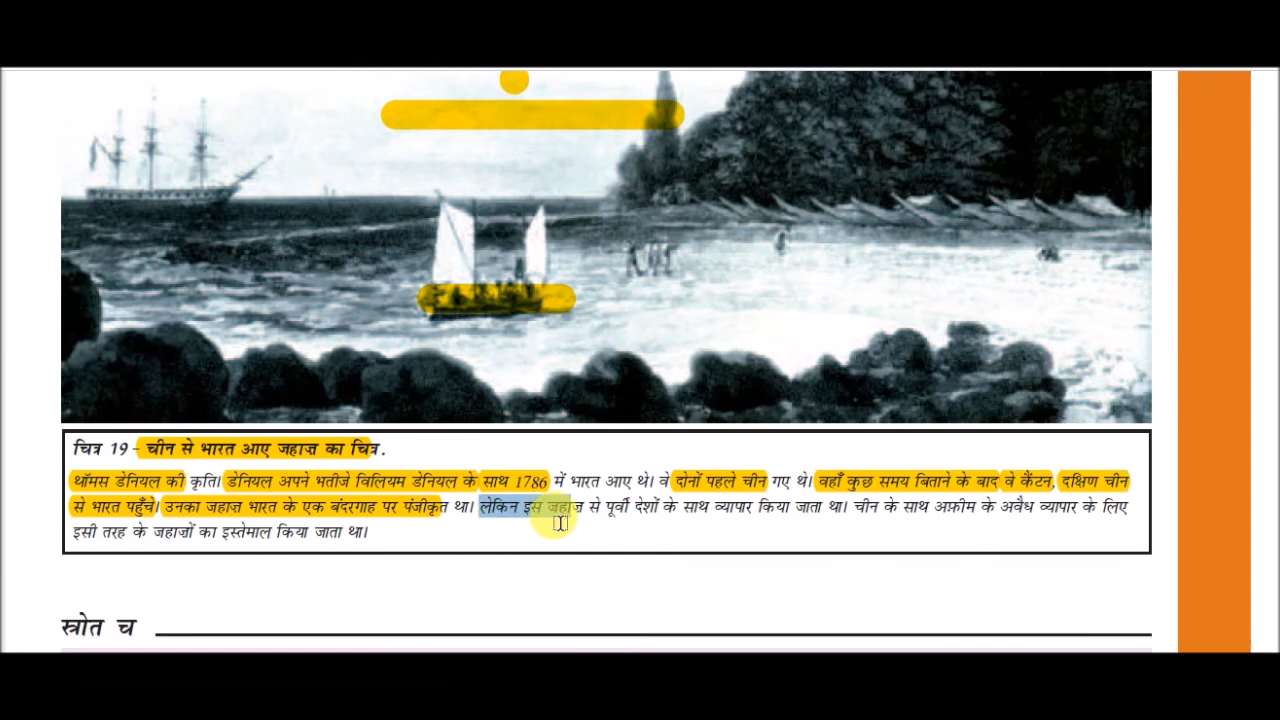 चित्र 19 – चीन से भारत आए जहाज़ का चित्र.
थॉमस डेनियल की कृति। डेनियल अपने भतीजे विलियम डेनियल के साथ 1786 में भारत आए थे। वे दोनों पहले चीन गए थे। वहाँ कुछ समय बिताने के बाद वे कैंटन, दक्षिण चीन
से भारत पहुँचे। उनका जहाज़ भारत के एक बंदरगाह पर पंजीकृत था। लेकिन इस जहाज़ से पूर्वी देशों के साथ व्यापार किया जाता था। चीन के साथ अफ़ीम के अवैध व्यापार के लिए
इसी तरह के जहाज़ों का इस्तेमाल किया जाता था।
स्रोत च